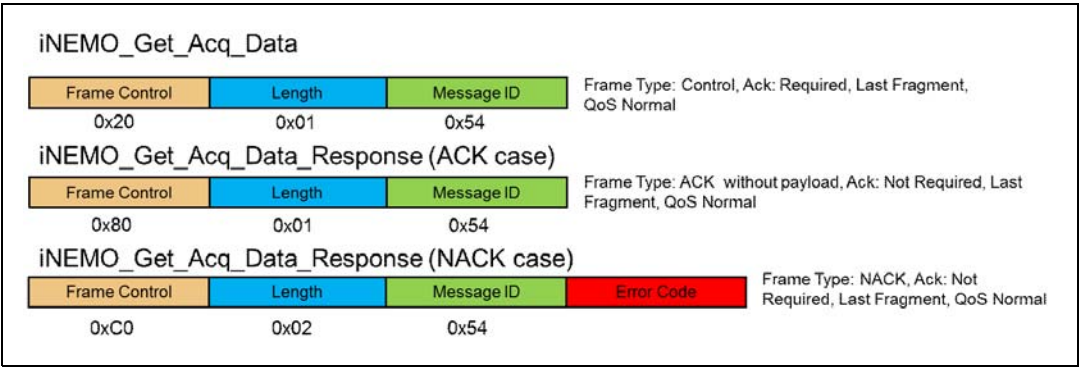 iNEMO_Get_Acq_Data
Frame Control Length Message ID Frame Type: Control, Ack: Required, Last Fragment,
QoS Normal
0x20 0x01 0x54
iNEMO_Get_Acq_Data_Response (ACK case)
Frame Control Length Message ID Frame Type: ACK without payload, Ack: Not Required, Last
Fragment, QoS Normal
0x80 0x01 0x54
iNEMO_Get_Acq_Data_Response (NACK case)
Frame Control Length Message ID Error Code Frame Type: NACK, Ack: Not
Required, Last Fragment, QoS Normal
0xC0 0x02 0x54